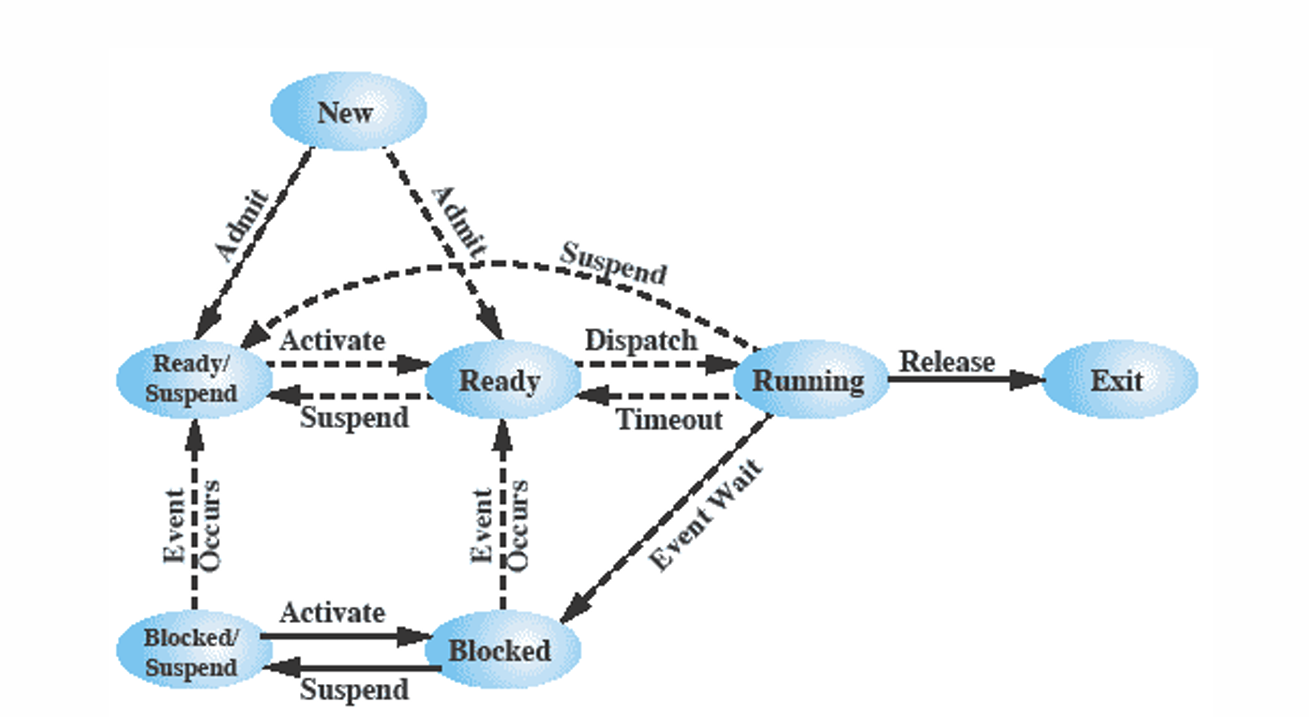 New
Admit
Admit
Suspend
Ready/
Suspend
Activate
Suspend
Ready
Dispatch
Timeout
Running
Release
Exit
Event
Occurs
Event
Occurs
Event Wait
Blocked/
Suspend
Activate
Suspend
Blocked